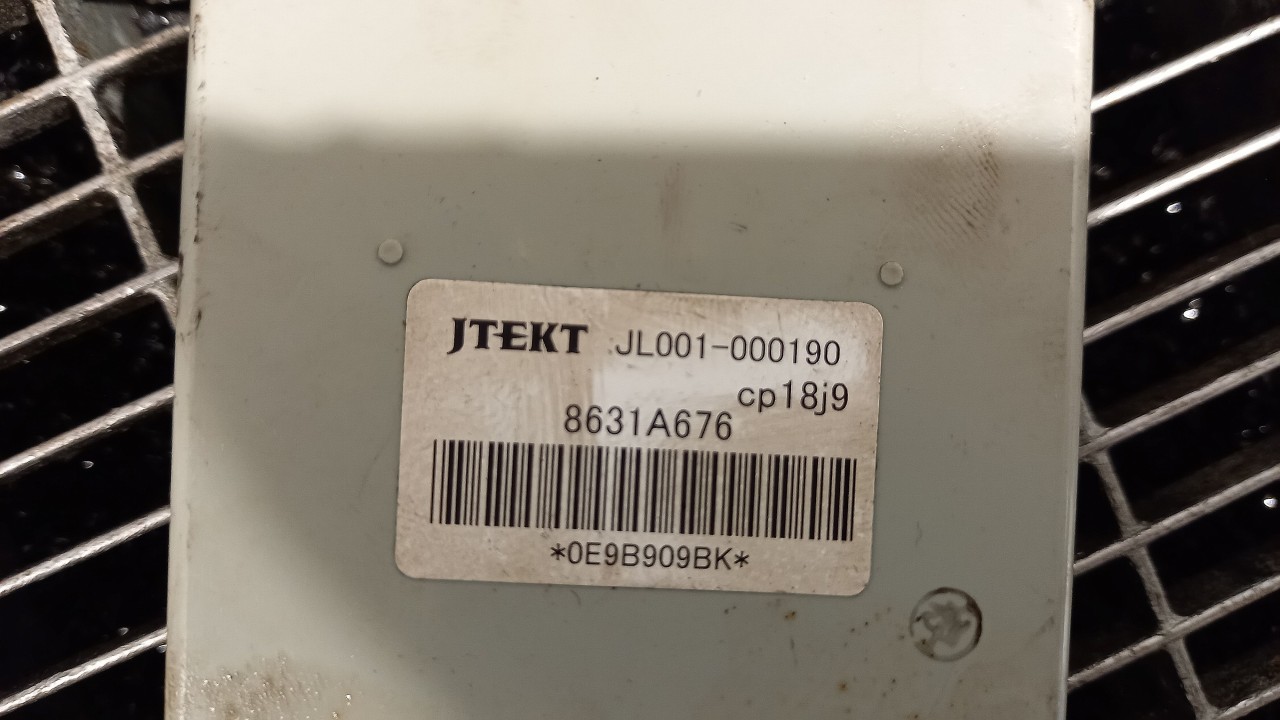 JTEKT JL001-000190
cp18j9
8631A676
*0E9B909BK*